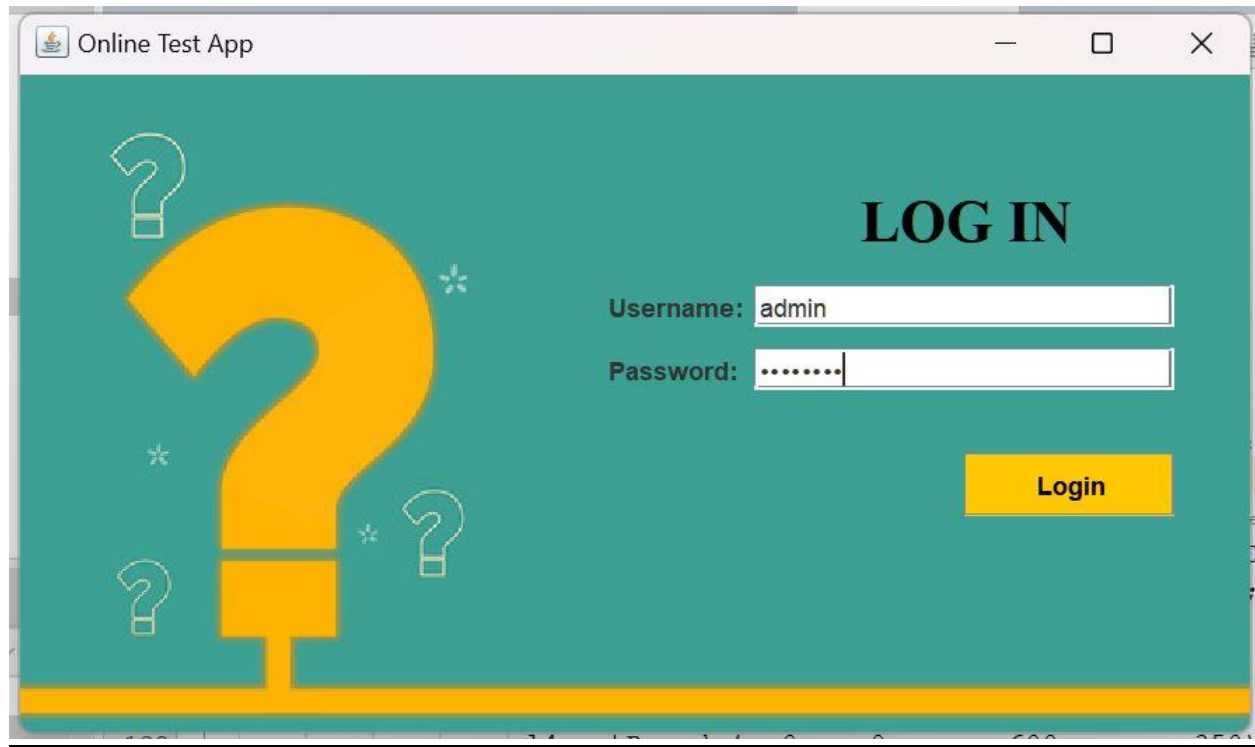 Online Test App
LOG IN
Username: admin
Password: ••••••••
Login